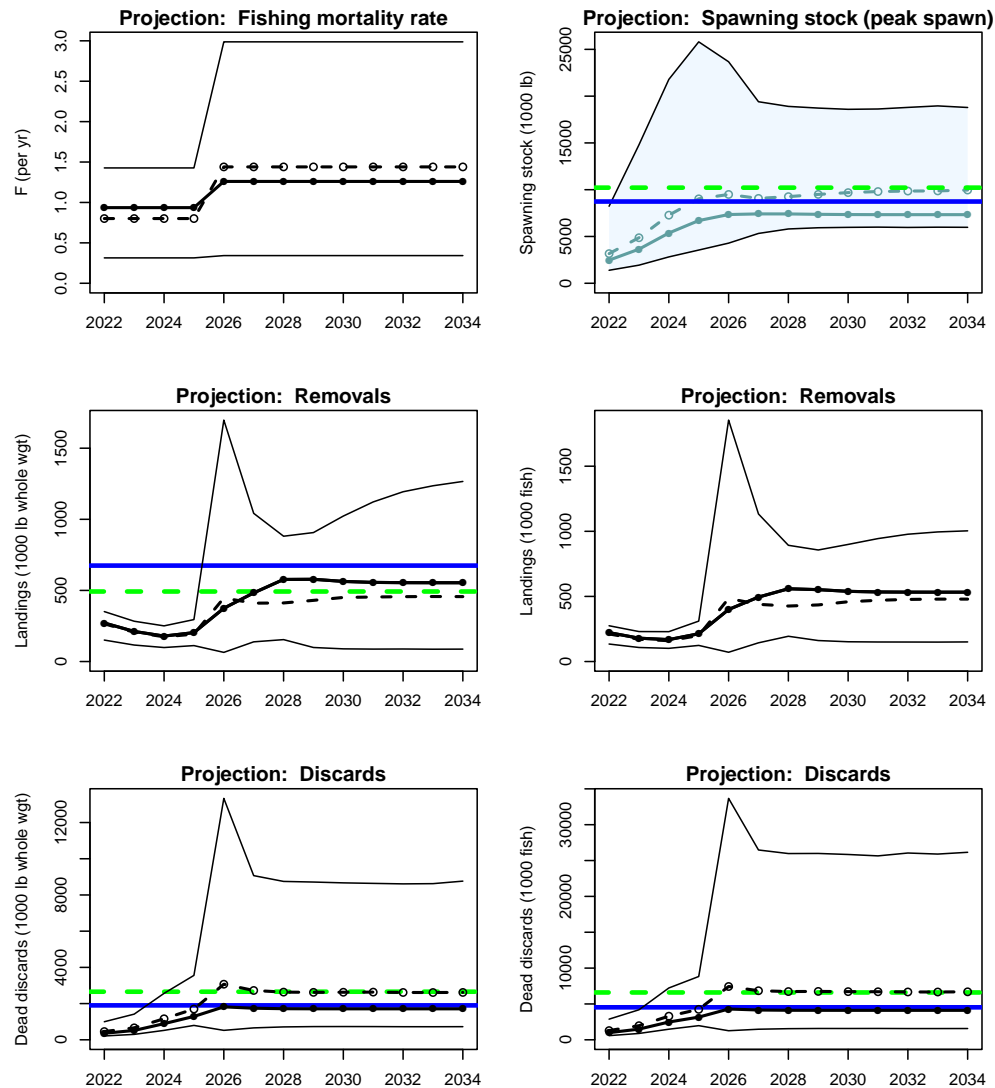 Projection:  Fishing mortality rate
F (per yr)
3.0
2.5
2.0
1.5
1.0
0.5
0.0
2022 2024 2026 2028 2030 2032 2034
Projection:  Spawning stock (peak spawn)
Spawning stock (1000 lb)
25000
15000
5000
0
2022 2024 2026 2028 2030 2032 2034
Projection:  Removals
Landings (1000 lb whole wgt)
1500
1000
500
0
2022 2024 2026 2028 2030 2032 2034
Projection:  Removals
Landings (1000 fish)
1500
1000
500
0
2022 2024 2026 2028 2030 2032 2034
Projection:  Discards
Dead discards (1000 lb whole wgt)
12000
8000
4000
0
2022 2024 2026 2028 2030 2032 2034
Projection:  Discards
Dead discards (1000 fish)
30000
20000
10000
0
2022 2024 2026 2028 2030 2032 2034